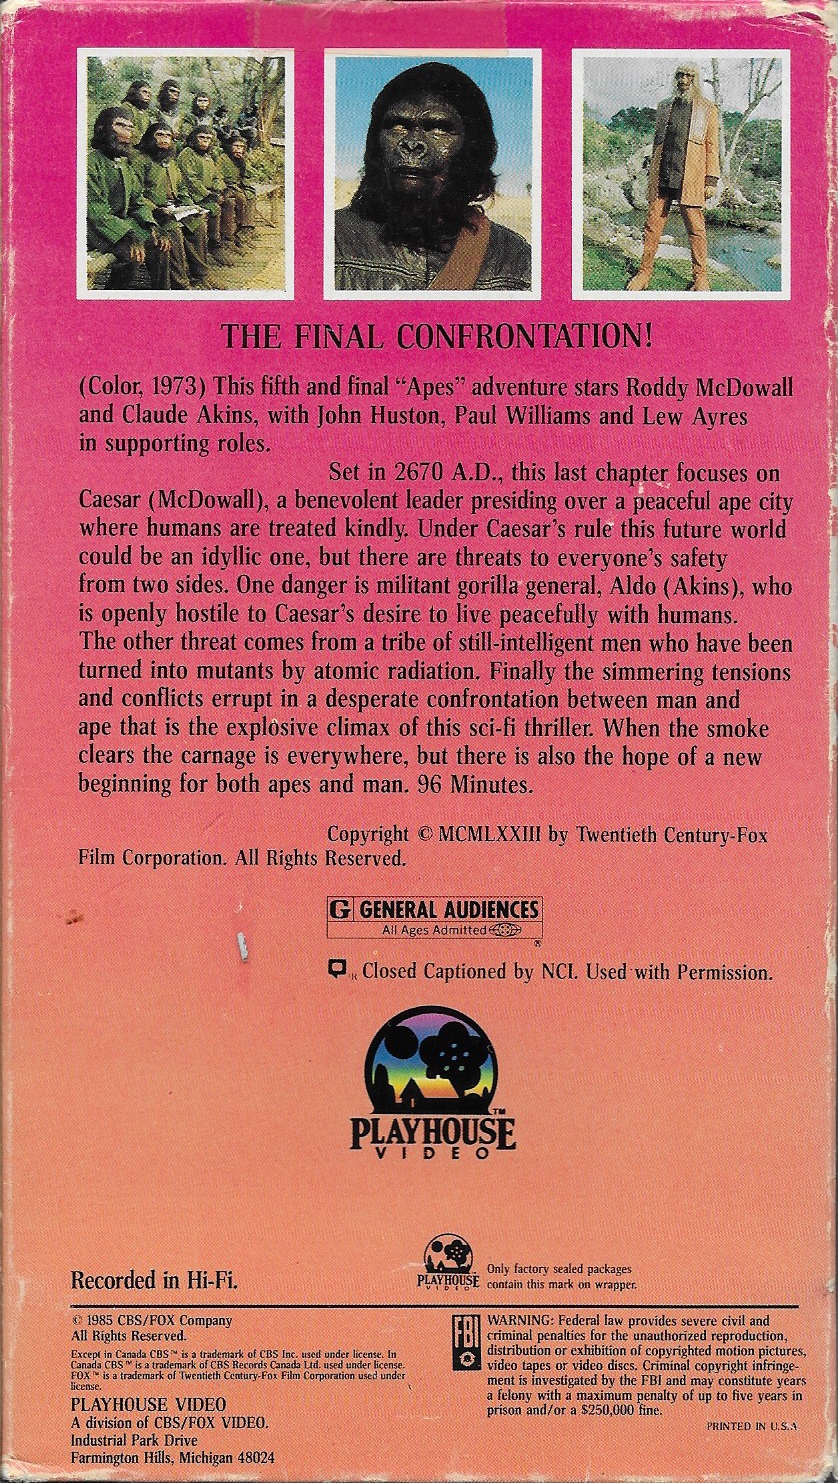 THE FINAL CONFRONTATION!
(Color, 1973) This fifth and final “Apes” adventure stars Roddy McDowall
and Claude Akins, with John Huston, Paul Williams and Lew Ayres
in supporting roles.
Set in 2670 A.D., this last chapter focuses on
Caesar (McDowall), a benevolent leader presiding over a peaceful ape city
where humans are treated kindly. Under Caesar’s rule this future world
could be an idyllic one, but there are threats to everyone’s safety
from two sides. One danger is militant gorilla general, Aldo (Akins), who
is openly hostile to Caesar’s desire to live peacefully with humans.
The other threat comes from a tribe of still-intelligent men who have been
turned into mutants by atomic radiation. Finally the simmering tensions
and conflicts errupt in a desperate confrontation between man and
ape that is the explosive climax of this sci-fi thriller. When the smoke
clears the carnage is everywhere, but there is also the hope of a new
beginning for both apes and man. 96 Minutes.
Copyright © MCMLXXIII by Twentieth Century-Fox
Film Corporation. All Rights Reserved.
G GENERAL AUDIENCES
All Ages Admitted
®
® Closed Captioned by NCI. Used with Permission.
PLAYHOUSE™
VIDEO
Recorded in Hi-Fi.
PLAYHOUSE
VIDEO
Only factory sealed packages
contain this mark on wrapper.
© 1985 CBS/FOX Company
All Rights Reserved.
Except in Canada CBS™ is a trademark of CBS Inc. used under license. In
Canada CBS™ is a trademark of CBS Records Canada Ltd. used under license.
FOX™ is a trademark of Twentieth Century-Fox Film Corporation used under
license.
PLAYHOUSE VIDEO
A division of CBS/FOX VIDEO.
Industrial Park Drive
Farmington Hills, Michigan 48024
FBI
WARNING: Federal law provides severe civil and
criminal penalties for the unauthorized reproduction,
distribution or exhibition of copyrighted motion pictures,
video tapes or video discs. Criminal copyright infringe-
ment is investigated by the FBI and may constitute years
a felony with a maximum penalty of up to five years in
prison and/or a $250,000 fine.
PRINTED IN U.S.A.